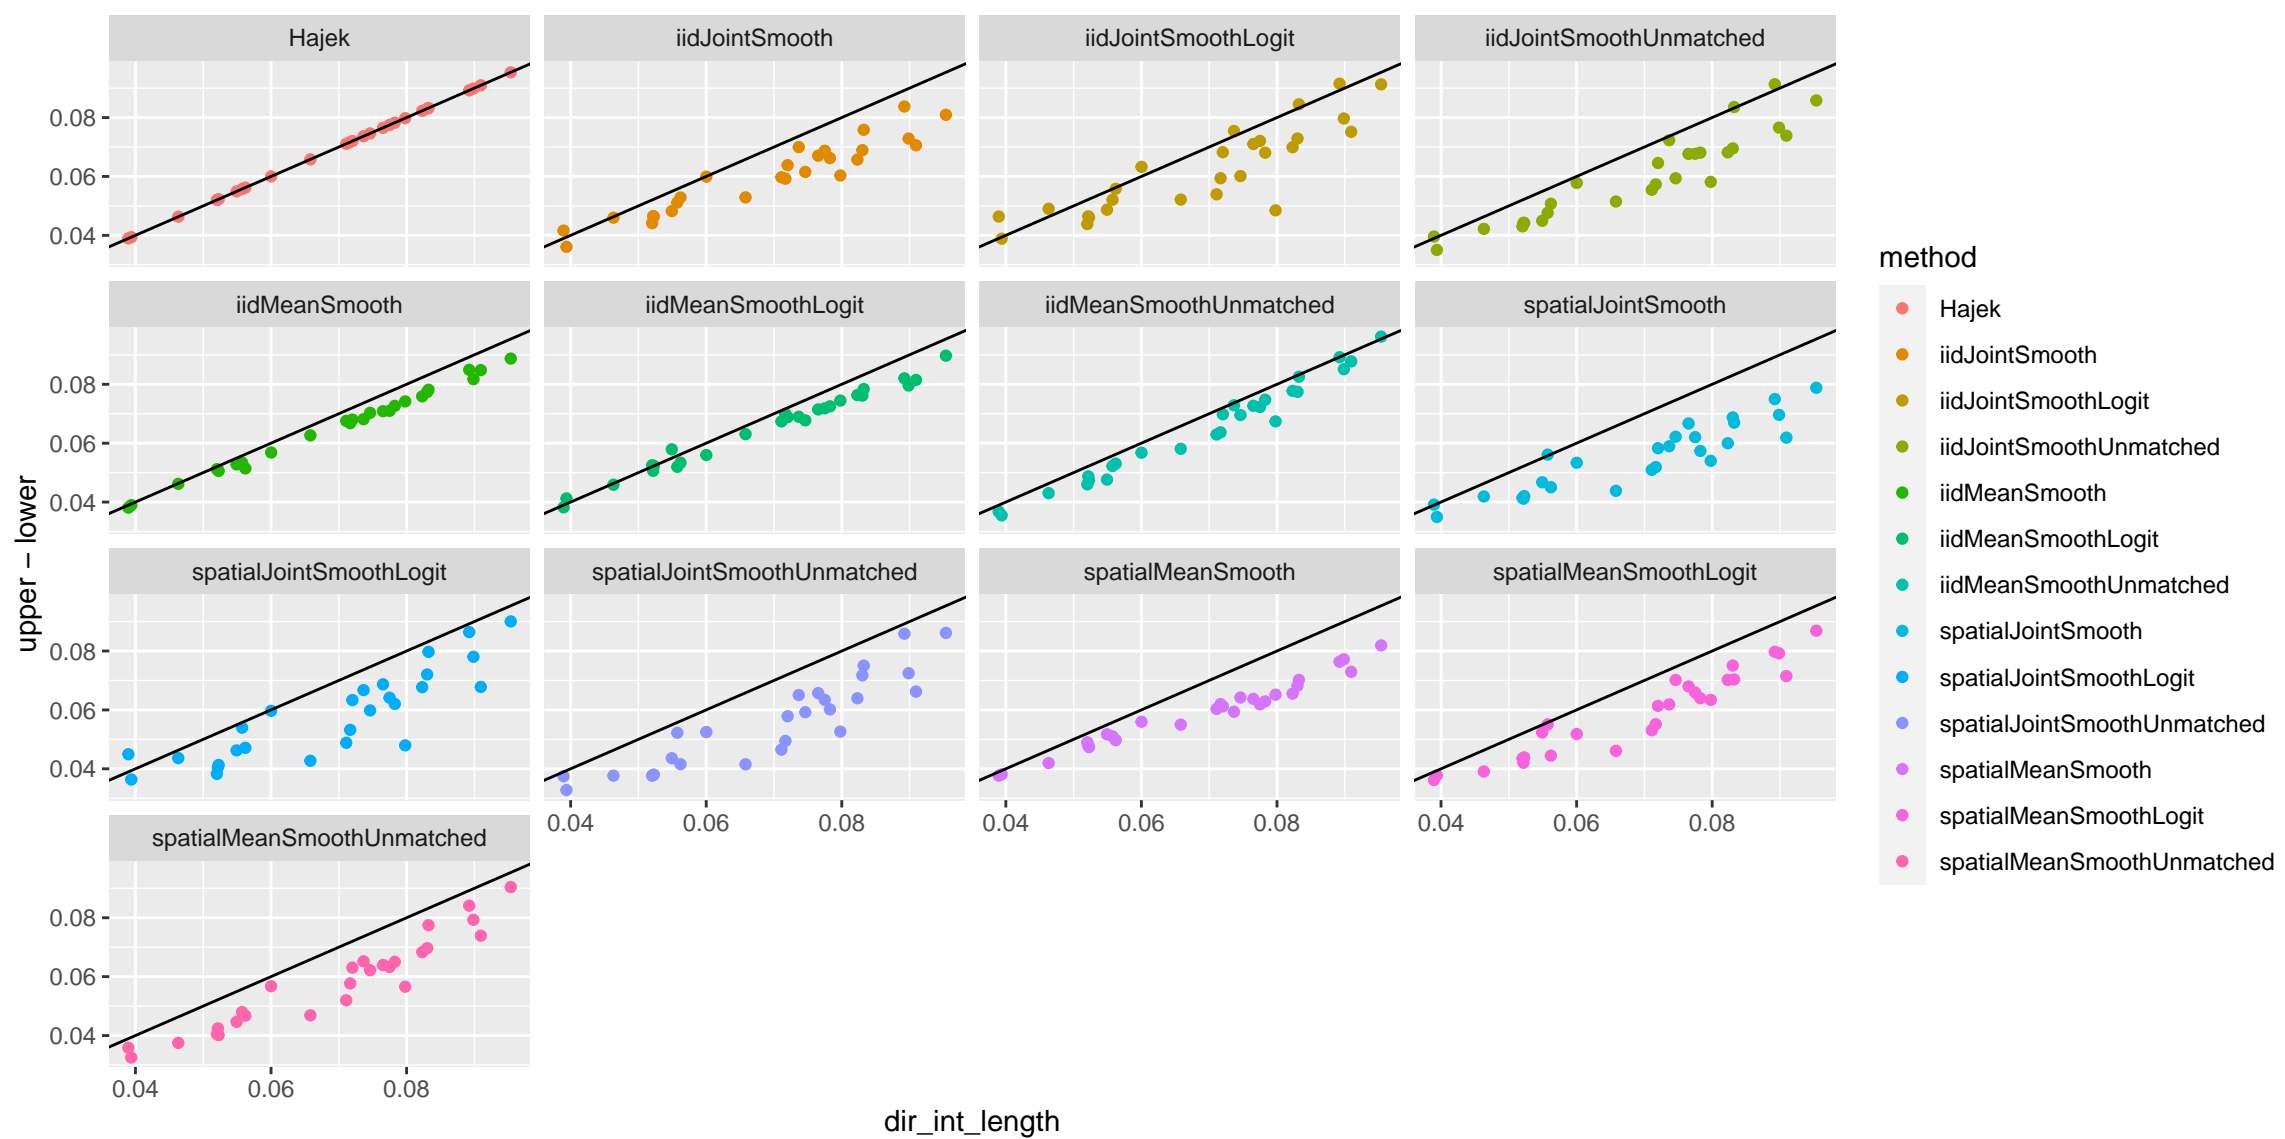 Hajek
iidJointSmooth
iidJointSmoothLogit
iidJointSmoothUnmatched
0.08
0.06
0.04
iidMeanSmooth
iidMeanSmoothLogit
iidMeanSmoothUnmatched
spatialJointSmooth
0.08
0.06
0.04
spatialJointSmoothLogit
spatialJointSmoothUnmatched
spatialMeanSmooth
spatialMeanSmoothLogit
0.08
0.06
0.04
0.04 0.06 0.08
0.04 0.06 0.08
0.04 0.06 0.08
spatialMeanSmoothUnmatched
0.08
0.06
0.04
0.04 0.06 0.08
upper − lower
dir_int_length
method
Hajek
iidJointSmooth
iidJointSmoothLogit
iidJointSmoothUnmatched
iidMeanSmooth
iidMeanSmoothLogit
iidMeanSmoothUnmatched
spatialJointSmooth
spatialJointSmoothLogit
spatialJointSmoothUnmatched
spatialMeanSmooth
spatialMeanSmoothLogit
spatialMeanSmoothUnmatched